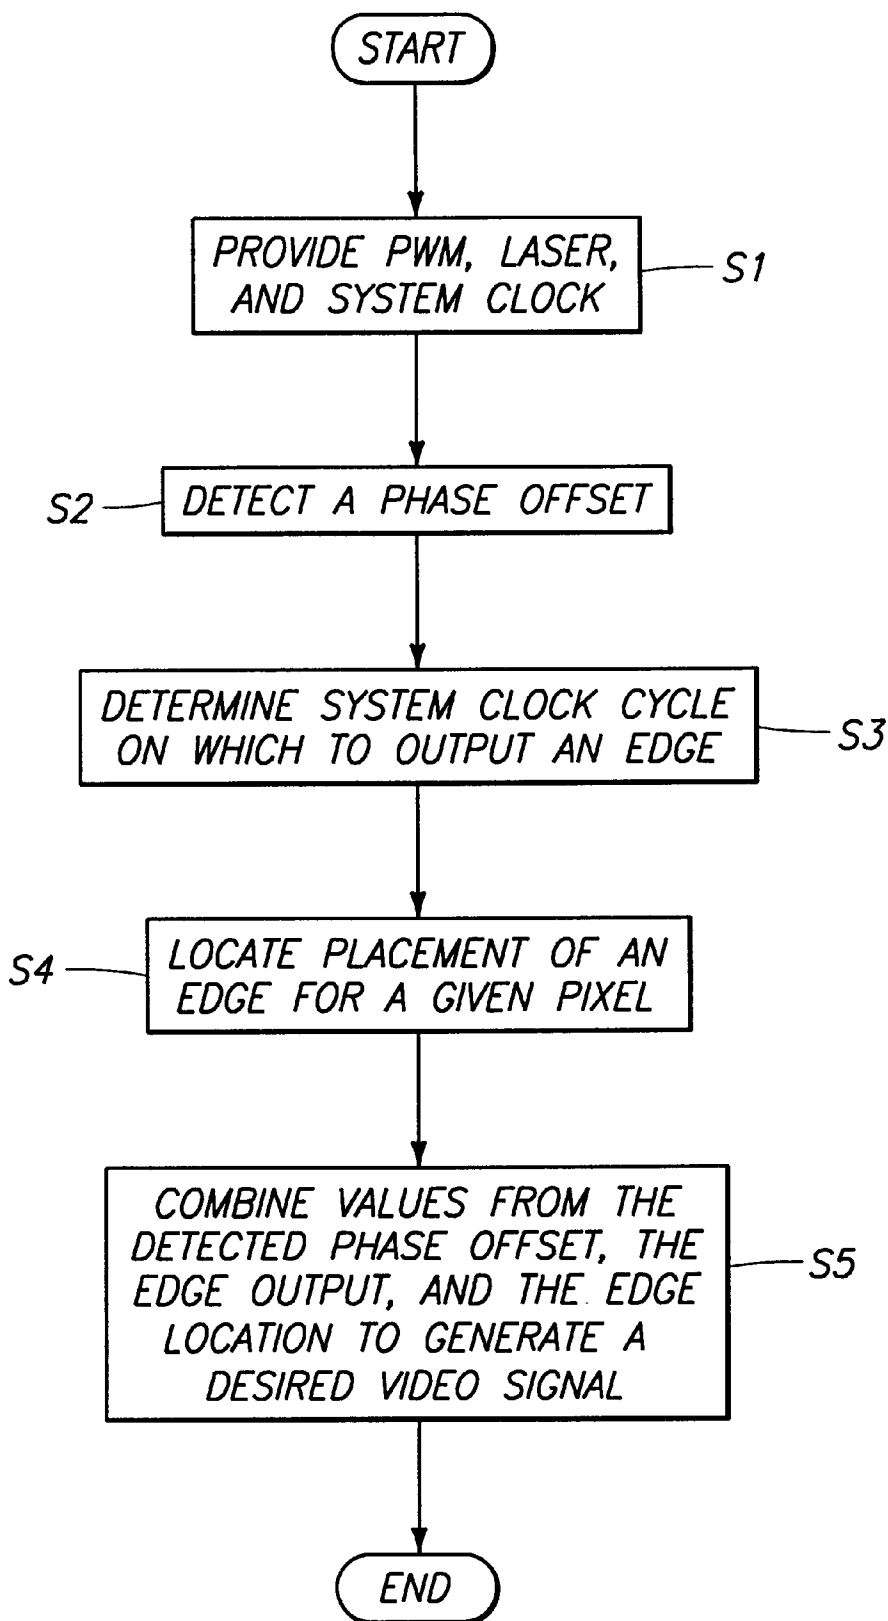 START
PROVIDE PWM, LASER,
AND SYSTEM CLOCK
S1
S2
DETECT A PHASE OFFSET
DETERMINE SYSTEM CLOCK CYCLE
ON WHICH TO OUTPUT AN EDGE
S3
S4
LOCATE PLACEMENT OF AN
EDGE FOR A GIVEN PIXEL
COMBINE VALUES FROM THE
DETECTED PHASE OFFSET, THE
EDGE OUTPUT, AND THE EDGE
LOCATION TO GENERATE A
DESIRED VIDEO SIGNAL
S5
END